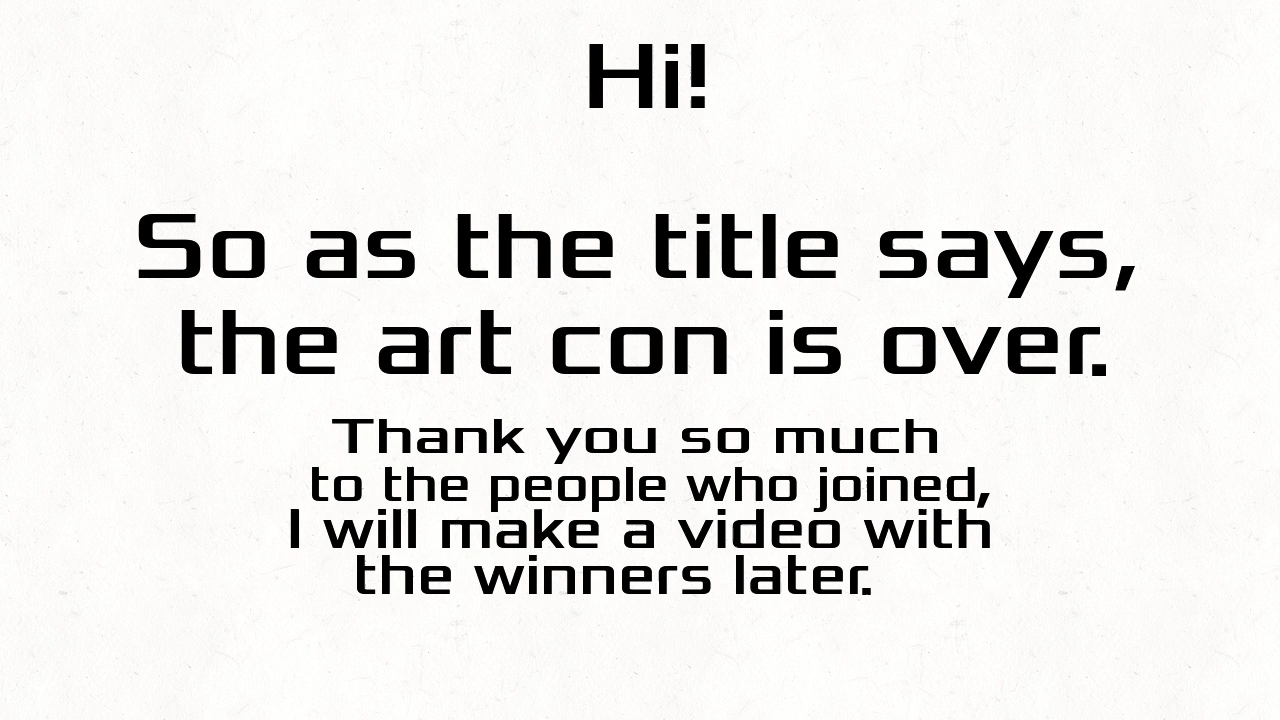 Hi!
So as the title says,
the art con is over.
Thank you so much
to the people who joined,
I will make a video with
the winners later.